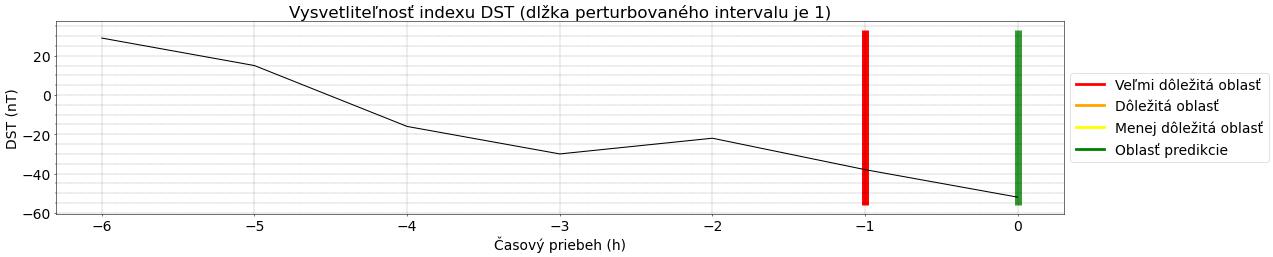 Vysvetliteľnosť indexu DST (dĺžka perturbovaného intervalu je 1)
DST (nT)
20
0
−20
−40
−60
−6 −5 −4 −3 −2 −1 0
Časový priebeh (h)
Veľmi dôležitá oblasť
Dôležitá oblasť
Menej dôležitá oblasť
Oblasť predikcie